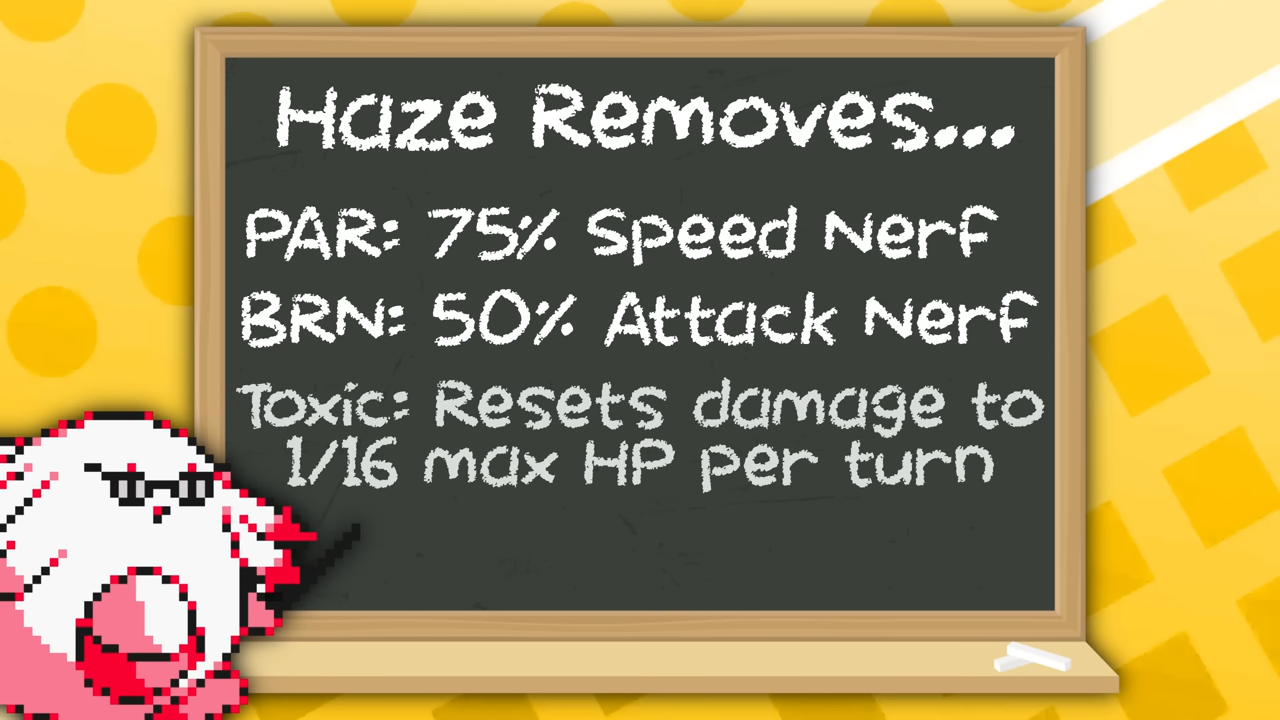 Haze Removes...
PAR: 75% Speed Nerf
BRN: 50% Attack Nerf
Toxic: Resets damage to
1/16 max HP per turn